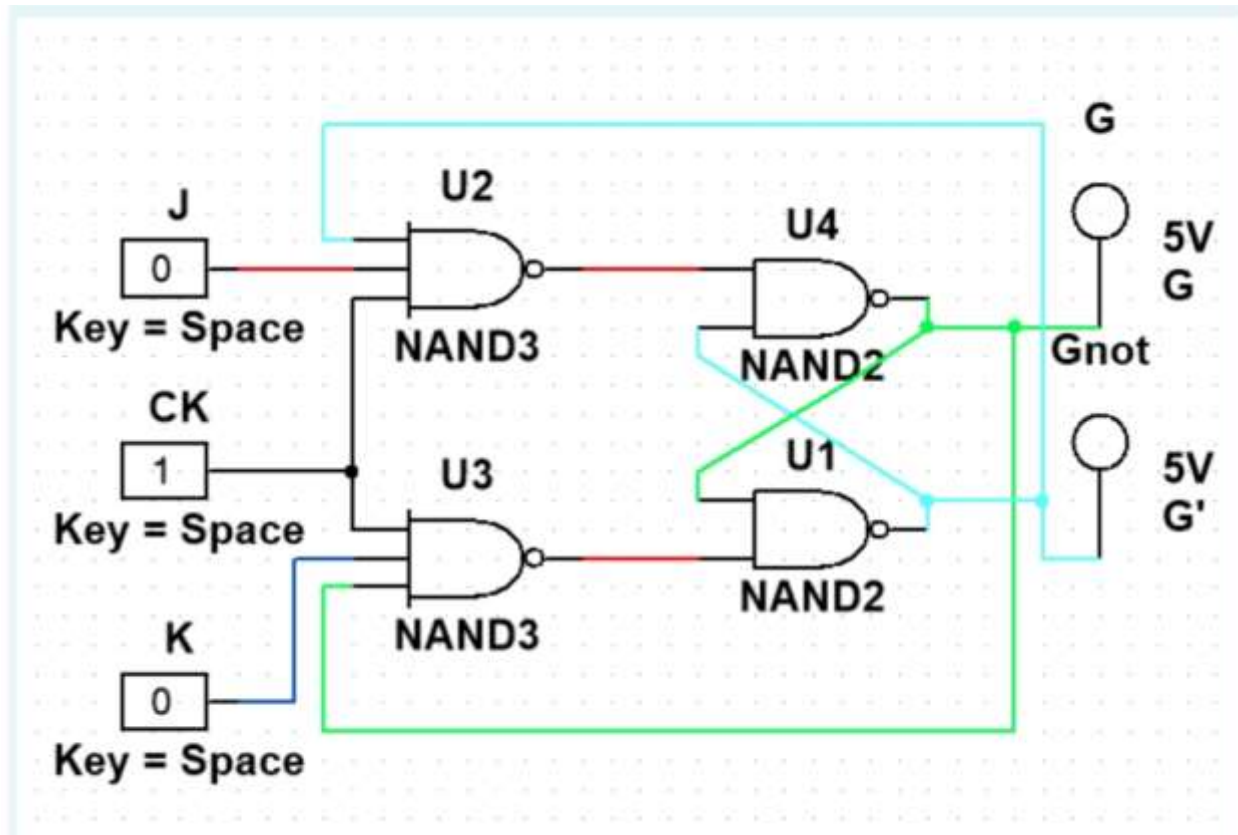 G
U2
J
U4
5V
G
0
Key = Space
NAND3
NAND2
Gnot
CK
U1
1
U3
5V
G'
Key = Space
NAND2
NAND3
K
0
Key = Space